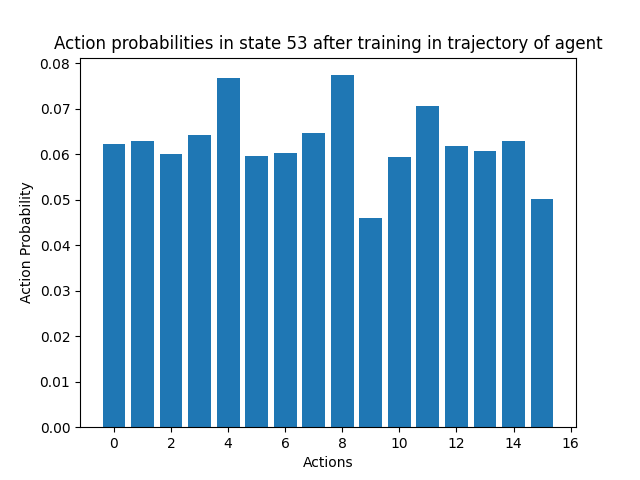 Action probabilities in state 53 after training in trajectory of agent
0.08
0.07
0.06
0.05
0.04
0.03
0.02
0.01
0.00
Action Probability
0 2 4 6 8 10 12 14 16
Actions